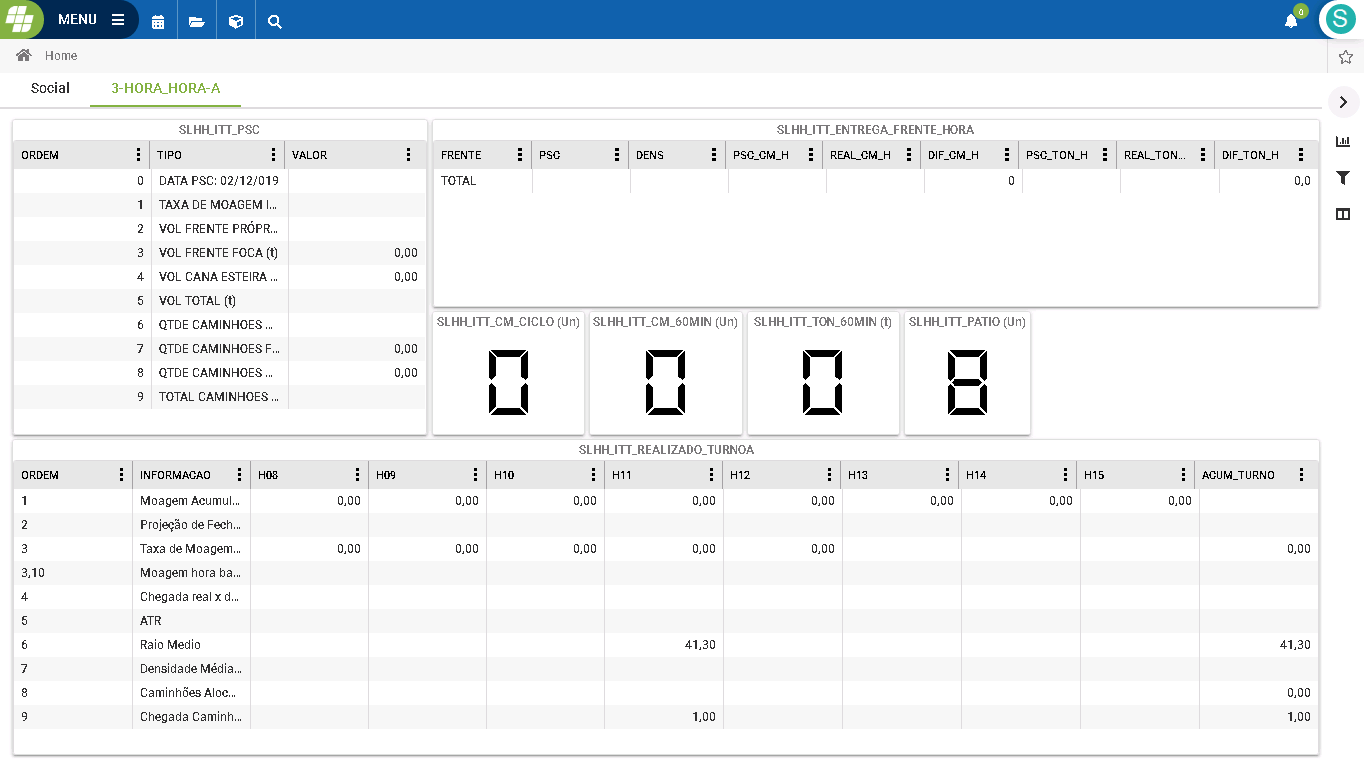 MENU
0
S
Home
Social 3-HORA_HORA-A
SLHH_ITT_PSC
ORDEM TIPO VALOR
0 DATA PSC: 02/12/019
1 TAXA DE MOAGEM I...
2 VOL FRENTE PRÓPR...
3 VOL FRENTE FOCA (t) 0,00
4 VOL CANA ESTEIRA ... 0,00
5 VOL TOTAL (t)
6 QTDE CAMINHOES ...
7 QTDE CAMINHOES F... 0,00
8 QTDE CAMINHOES ... 0,00
9 TOTAL CAMINHOES ...
SLHH_ITT_ENTREGA_FRENTE_HORA
FRENTE PSC DENS PSC_CM_H REAL_CM_H DIF_CM_H PSC_TON_H REAL_TON... DIF_TON_H
TOTAL 0 0,0
SLHH_ITT_CM_CICLO (Un)
0
SLHH_ITT_CM_60MIN (Un)
0
SLHH_ITT_TON_60MIN (t)
0
SLHH_ITT_PATIO (Un)
8
SLHH_ITT_REALIZADO_TURNOA
ORDEM INFORMACAO H08 H09 H10 H11 H12 H13 H14 H15 ACUM_TURNO
1 Moagem Acumul... 0,00 0,00 0,00 0,00 0,00 0,00 0,00 0,00
2 Projeção de Fech...
3 Taxa de Moagem... 0,00 0,00 0,00 0,00 0,00 0,00
3,10 Moagem hora ba...
4 Chegada real x d...
5 ATR
6 Raio Medio 41,30 41,30
7 Densidade Média...
8 Caminhões Aloc... 0,00
9 Chegada Caminh... 1,00 1,00